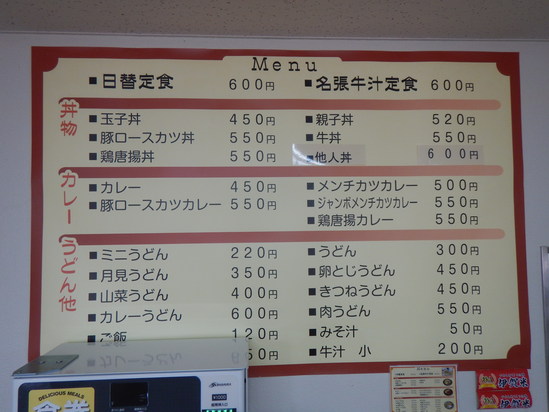 Menu
■日替定食 600円 ■名張牛汁定食 600円
丼物
■玉子丼 450円 ■親子丼 520円
■豚ロースカツ丼 550円 ■牛丼 550円
■鶏唐揚丼 550円 ■他人丼 600円
カレー
■カレー 450円 ■メンチカツカレー 500円
■豚ロースカツカレー 550円 ■ジャンボメンチカツカレー 550円
■鶏唐揚カレー 550円
うどん他
■ミニうどん 220円 ■うどん 300円
■月見うどん 350円 ■卵とじうどん 450円
■山菜うどん 400円 ■きつねうどん 450円
■カレーうどん 600円 ■肉うどん 550円
■ご飯 120円 ■みそ汁 50円
50円 ■牛汁 小 200円
DELICIOUS MEALS